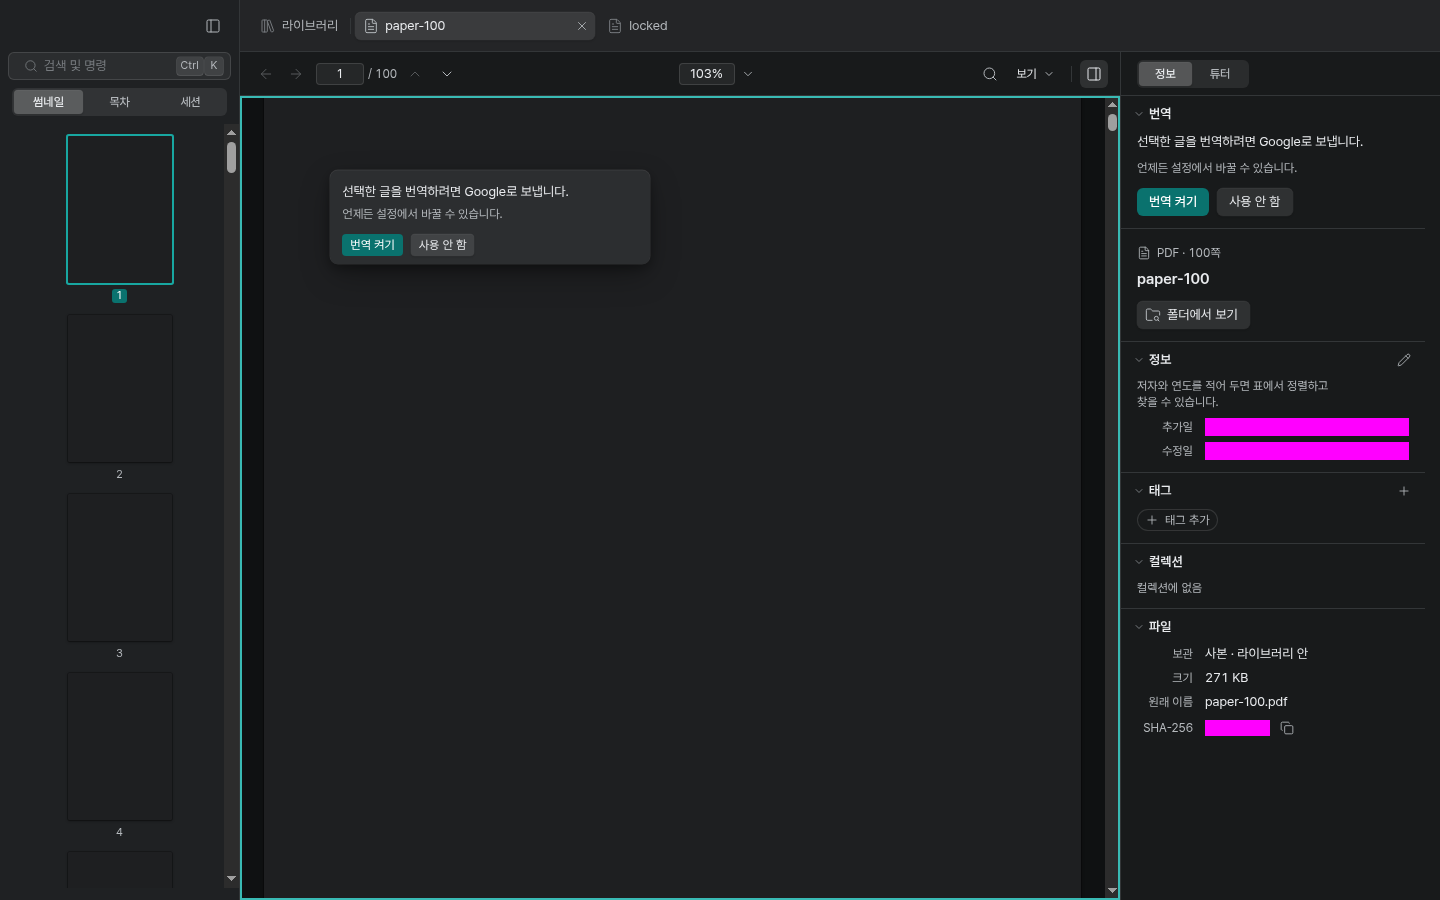 라이브러리
paper-100
locked
검색 및 명령
Ctrl
K
1
/ 100
103%
보기
정보
튜터
썸네일
목차
세션
1
2
3
4
선택한 글을 번역하려면 Google로 보냅니다.
언제든 설정에서 바꿀 수 있습니다.
번역 켜기
사용 안 함
번역
선택한 글을 번역하려면 Google로 보냅니다.
언제든 설정에서 바꿀 수 있습니다.
번역 켜기
사용 안 함
PDF · 100쪽
paper-100
폴더에서 보기
정보
저자와 연도를 적어 두면 표에서 정렬하고
찾을 수 있습니다.
추가일
수정일
태그
태그 추가
컬렉션
컬렉션에 없음
파일
보관 사본 · 라이브러리 안
크기 271 KB
원래 이름 paper-100.pdf
SHA-256